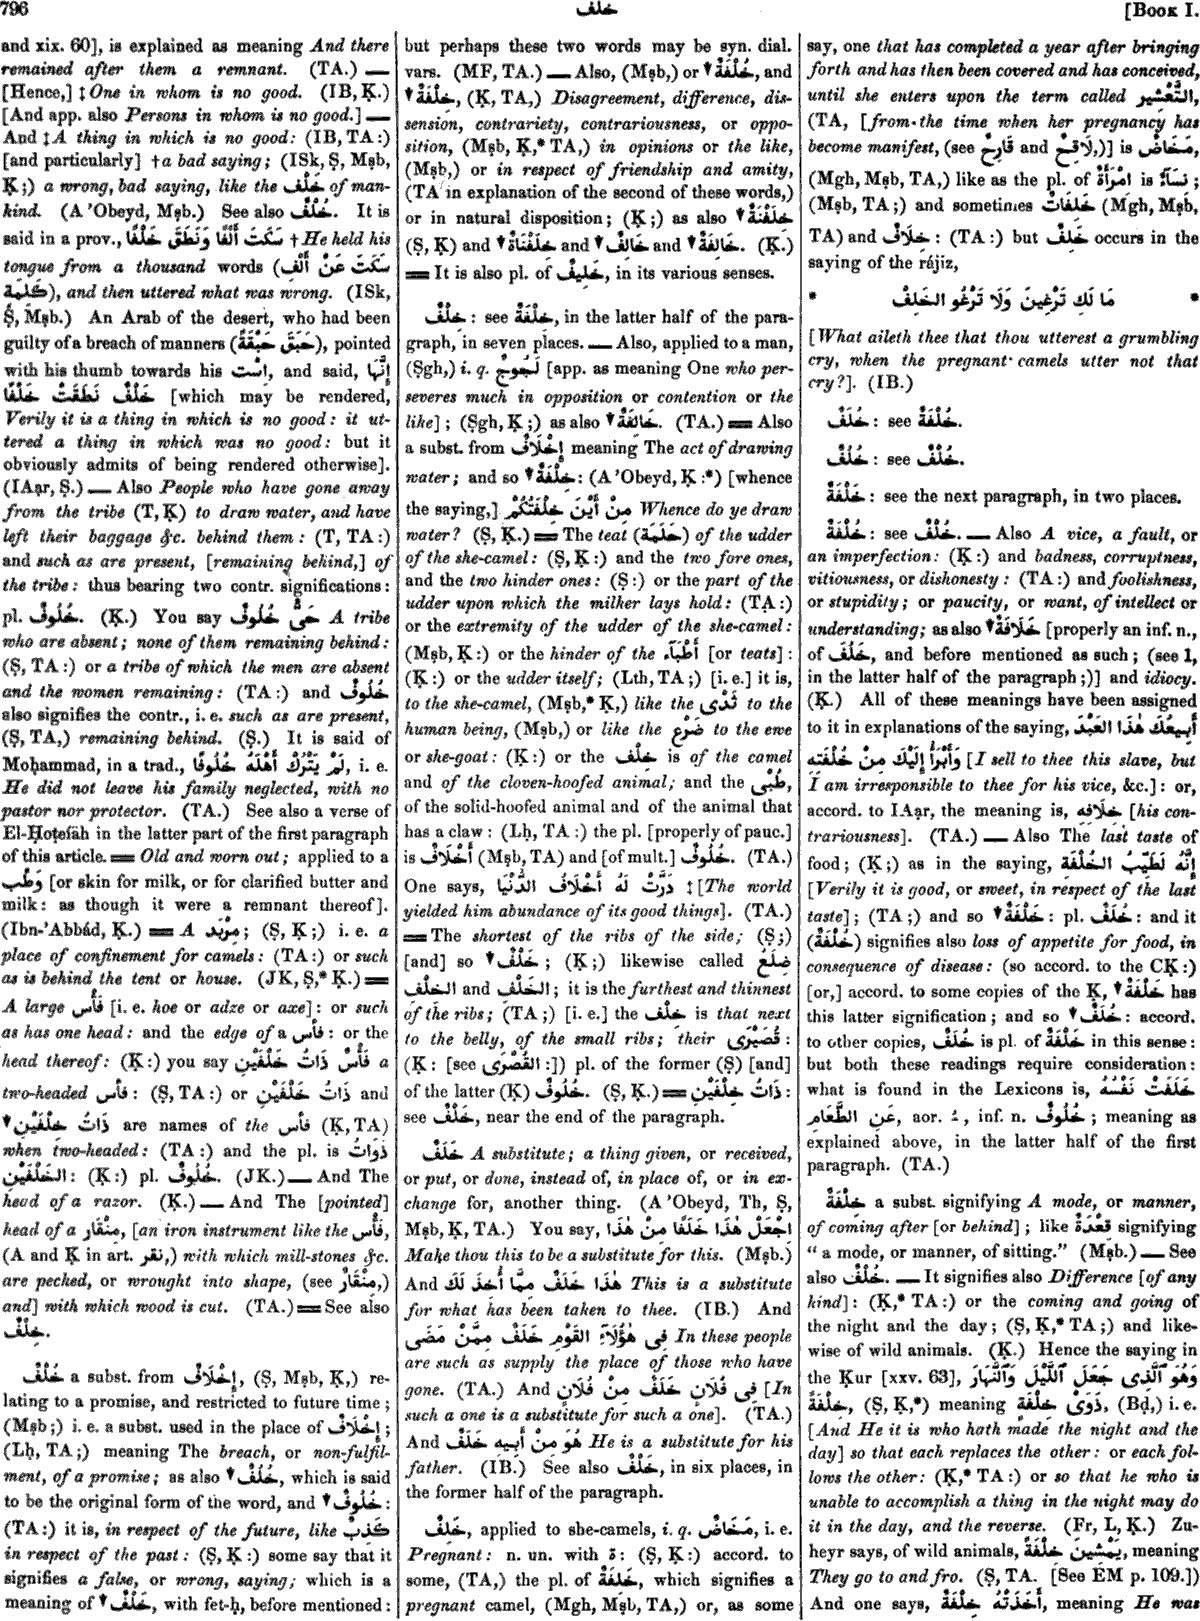 796
خلف
[BOOK I.
and xix. 60], is explained as meaning And there
remained after them a remnant. (TA.) —
[Hence,] ‡ One in whom is no good. (IB, Ḳ.)
[And app. also Persons in whom is no good.] —
And ‡ A thing in which is no good: (IB, TA:)
[and particularly] † a bad saying; (ISk, Ṣ, Mṣb,
Ḳ;) a wrong, bad saying, like the خَلْف of man-
kind. (A 'Obeyd, Mṣb.) See also خَلَفٌ. It is
said in a prov., سَكَتَ أَلْفًا وَنَطَقَ خَلْفًا † He held his
tongue from a thousand words (سَكَتَ عَنْ أَلْفِ
كَلِمَةٍ), and then uttered what was wrong. (ISk,
Ṣ, Mṣb.) An Arab of the desert, who had been
guilty of a breach of manners (حَبَقَ حَبْقَةً), pointed
with his thumb towards his اِسْت, and said, إِنَّهَا
خَلْفٌ نَطَقَتْ خَلْفًا [which may be rendered,
Verily it is a thing in which is no good: it ut-
tered a thing in which was no good: but it
obviously admits of being rendered otherwise].
(IAạr, Ṣ.) — Also People who have gone away
from the tribe (T, Ḳ) to draw water, and have
left their baggage &c. behind them: (T, TA:)
and such as are present, [remaining behind,] of
the tribe: thus bearing two contr. significations:
pl. خُلُوفٌ. (Ḳ.) You say حَىٌّ خُلُوفٌ A tribe
who are absent; none of them remaining behind:
(Ṣ, TA:) or a tribe of which the men are absent
and the women remaining: (TA:) and خُلُوفٌ
also signifies the contr., i. e. such as are present,
(Ṣ, TA,) remaining behind. (Ṣ.) It is said of
Moḥammad, in a trad., لَمْ يَتْرُكْ أَهْلَهُ خُلُوفًا, i. e.
He did not leave his family neglected, with no
pastor nor protector. (TA.) See also a verse of
El-Ḥoṭeïäh in the latter part of the first paragraph
of this article. = Old and worn out; applied to a
وَطْب [or skin for milk, or for clarified butter and
milk: as though it were a remnant thereof].
(Ibn-'Abbád, Ḳ.) = A مِرْبَد; (Ṣ, Ḳ;) i. e. a
place of confinement for camels: (TA:) or such
as is behind the tent or house. (JK, Ṣ,* Ḳ.) =
A large فَأْس [i. e. hoe or adze or axe]: or such
as has one head: and the edge of a فَأْس: or the
head thereof: (Ḳ:) you say فَأْسٌ ذَاتُ خَلْفَيْنِ a
two-headed فأس: (Ṣ, TA:) or ذَاتُ خَلْفَيْنِ and
▼ذَاتُ خِلْفَيْنِ are names of the فأس (Ḳ, TA)
when two-headed: (TA:) and the pl. is ذَوَاتُ
الخَلْفَيْنِ: (Ḳ:) pl. خُلُوفٌ. (JK.) — And The
head of a razor. (Ḳ.) — And The [pointed]
head of a مِنْقَار, [an iron instrument like the فَأْس,
(A and Ḳ in art. نقر,) with which mill-stones &c.
are pecked, or wrought into shape, (see مِنْقَارٌ,)
and] with which wood is cut. (TA.) = See also
خِلْفٌ.
خُلْفٌ a subst. from إِخْلَافٌ, (Ṣ, Mṣb, Ḳ,) re-
lating to a promise, and restricted to future time;
(Mṣb;) i. e. a subst. used in the place of إِخْلَافٌ;
(Lḥ, TA;) meaning The breach, or non-fulfil-
ment, of a promise; as also ▼خُلُفٌ, which is said
to be the original form of the word, and ▼خُلُوفٌ:
(TA:) it is, in respect of the future, like كَذِبٌ
in respect of the past: (Ṣ, Ḳ:) some say that it
signifies a false, or wrong, saying; which is a
meaning of ▼خَلْفٌ, with fet-ḥ, before mentioned:
but perhaps these two words may be syn. dial.
vars. (MF, TA.) — Also, (Mṣb,) or ▼خُلْفَةٌ, and
▼خِلْفَةٌ, (Ḳ, TA,) Disagreement, difference, dis-
sension, contrariety, contrariousness, or oppo-
sition, (Mṣb, Ḳ,* TA,) in opinions or the like,
(Mṣb,) or in respect of friendship and amity,
(TA in explanation of the second of these words,)
or in natural disposition; (Ḳ;) as also ▼خِلَفْنَةٌ
(Ṣ, Ḳ) and ▼خِلَفْنَاةٌ and ▼خَالِفٌ and ▼خَالِفَةٌ. (Ḳ.)
= It is also pl. of خَلِيفٌ, in its various senses.
خِلْفٌ: see خِلْفَةٌ, in the latter half of the para-
graph, in seven places. — Also, applied to a man,
(Ṣgh,) i. q. لَجُوجٌ [app. as meaning One who per-
severes much in opposition or contention or the
like]; (Ṣgh, Ḳ;) as also ▼خَالِفَةٌ. (TA.) = Also
a subst. from إِخْلَافٌ meaning The act of drawing
water; and so ▼خِلْفَةٌ: (A 'Obeyd, Ḳ:*) [whence
the saying,] مِنْ أَيْنَ خِلْفَتُكُمْ Whence do ye draw
water? (Ṣ, Ḳ.) = The teat (حَلَمَة) of the udder
of the she-camel: (Ṣ, Ḳ:) and the two fore ones,
and the two hinder ones: (Ṣ:) or the part of the
udder upon which the milker lays hold: (TA:)
or the extremity of the udder of the she-camel:
(Mṣb, Ḳ:) or the hinder of the أَطْبَآء [or teats]:
(Ḳ:) or the udder itself; (Lth, TA;) [i. e.] it is,
to the she-camel, (Mṣb,* Ḳ,) like the ثَدْى to the
human being, (Mṣb,) or like the ضَرْع to the ewe
or she-goat: (Ḳ:) or the خِلْف is of the camel
and of the cloven-hoofed animal; and the طُبْى,
of the solid-hoofed animal and of the animal that
has a claw: (Lḥ, TA:) the pl. [properly of pauc.]
is أَخْلَافٌ (Mṣb, TA) and [of mult.] خُلُوفٌ. (TA.)
One says, دَرَّتْ لَهُ أَخْلَافُ الدُّنْيَا ‡ [The world
yielded him abundance of its good things]. (TA.)
= The shortest of the ribs of the side; (Ṣ;)
[and] so ▼خَلْفٌ; (Ḳ;) likewise called ضِلَعُ
الخِلْفِ and الخَلْفِ; it is the furthest and thinnest
of the ribs; (TA;) [i. e.] the خلف is that next
to the belly, of the small ribs; their قُصَيْرَى:
(Ḳ: [see القُصْرَى:]) pl. of the former (Ṣ) [and]
of the latter (Ḳ) خُلُوفٌ. (Ṣ, Ḳ.) = ذَاتُ خِلْفَيْنِ:
see خَلْفٌ, near the end of the paragraph.
خَلَفٌ A substitute; a thing given, or received,
or put, or done, instead of, in place of, or in ex-
change for, another thing. (A 'Obeyd, Th, Ṣ,
Mṣb, Ḳ, TA.) You say, اِجْعَلْ هٰذَا خَلَفًا مِنْ هٰذَا
Make thou this to be a substitute for this. (Mṣb.)
And هٰذَا خَلَفٌ مِمَّا أُخِذَ لَكَ This is a substitute
for what has been taken to thee. (IB.) And
فِى هٰؤُلَآءِ القَوْمِ خَلَفٌ مِمَّنْ مَضَى In these people
are such as supply the place of those who have
gone. (TA.) And فِى فُلَانٍ خَلَفٌ مِنْ فُلَانٍ [In
such a one is a substitute for such a one]. (TA.)
And هُوَ مِنْ أَبِيهِ خَلَفٌ He is a substitute for his
father. (IB.) See also خَلْفٌ, in six places, in
the former half of the paragraph.
خَلِفٌ, applied to she-camels, i. q. مَخَاضٌ, i. e.
Pregnant: n. un. with ة: (Ṣ, Ḳ:) accord. to
some, (TA,) the pl. of خَلِفَةٌ, which signifies a
pregnant camel, (Mgh, Mṣb, TA,) or, as some
say, one that has completed a year after bringing
forth and has then been covered and has conceived,
until she enters upon the term called التَّعْشِير,
(TA, [from the time when her pregnancy has
become manifest, (see قَارِحٌ and لَاقِحٌ,)] is مَخَاضٌ,
(Mgh, Mṣb, TA,) like as the pl. of اِمْرَأَةٌ is نِسَآءٌ;
(Mṣb, TA;) and sometimes خَلِفَاتٌ (Mgh, Mṣb,
TA) and خِلَافٌ: (TA:) but خَلِفٌ occurs in the
saying of the rájiz,
* مَا لَكِ تَرْغِينَ وَلَا تَرْغُو الخَلِفْ *
[What aileth thee that thou utterest a grumbling
cry, when the pregnant camels utter not that
cry?]. (IB.)
خُلَفٌ: see خُلْفَةٌ.
خُلُفٌ: see خُلْفٌ.
خَلْفَةٌ: see the next paragraph, in two places.
خُلْفَةٌ: see خُلْفٌ. — Also A vice, a fault, or
an imperfection: (Ḳ:) and badness, corruptness,
vitiousness, or dishonesty: (TA:) and foolishness,
or stupidity; or paucity, or want, of intellect or
understanding; as also ▼خَلَافَةٌ [properly an inf. n.,
of خَلَفَ, and before mentioned as such; (see 1,
in the latter half of the paragraph;)] and idiocy.
(Ḳ.) All of these meanings have been assigned
to it in explanations of the saying, أَبِيعُكَ هٰذَا العَبْدَ
وَأَبْرَأُ إِلَيْكَ مِنْ خُلْفَتِهِ [I sell to thee this slave, but
I am irresponsible to thee for his vice, &c.]: or,
accord. to IAạr, the meaning is, خِلَافِهِ [his con-
trariousness]. (TA.) — Also The last taste of
food; (Ḳ;) as in the saying, إِنَّهُ لَطَيِّبُ الخُلْفَةِ
[Verily it is good, or sweet, in respect of the last
taste]; (TA;) and so ▼خَلْفَةٌ: pl. خُلَفٌ: and it
(خُلْفَةٌ) signifies also loss of appetite for food, in
consequence of disease: (so accord. to the CḲ:)
[or,] accord. to some copies of the Ḳ, ▼خَلْفَةٌ has
this latter signification; and so ▼خُلَفٌ: accord.
to other copies, خُلَفٌ is pl. of خُلْفَةٌ in this sense:
but both these readings require consideration:
what is found in the Lexicons is, خَلَفَتْ نَفْسُهُ
عَنِ الطَّعَامِ, aor. ـُ, inf. n. خُلُوفٌ; meaning as
explained above, in the latter half of the first
paragraph. (TA.)
خِلْفَةٌ a subst. signifying A mode, or manner,
of coming after [or behind]; like قِعْدَةٌ signifying
"a mode, or manner, of sitting." (Mṣb.) — See
also خُلْفٌ. — It signifies also Difference [of any
kind]: (Ḳ,* TA:) or the coming and going of
the night and the day; (Ṣ, Ḳ,* TA;) and like-
wise of wild animals. (Ḳ.) Hence the saying in
the Ḳur [xxv. 63], وَهُوَ ٱلَّذِى جَعَلَ ٱللَّيْلَ وَٱلنَّهَارَ
خِلْفَةً, (Ṣ, Ḳ,*) meaning ذَوَىْ خِلْفَةٍ, (Bḍ,) i. e.
[And He it is who hath made the night and the
day] so that each replaces the other: or each fol-
lows the other: (Ḳ,* TA:) or so that he who is
unable to accomplish a thing in the night may do
it in the day, and the reverse. (Fr, L, Ḳ.) Zu-
heyr says, of wild animals, يَمْشِينَ خِلْفَةً, meaning
They go to and fro. (Ṣ, TA. [See EM p. 109.])
And one says, أَخَذَتْهُ خِلْفَةٌ, meaning He was